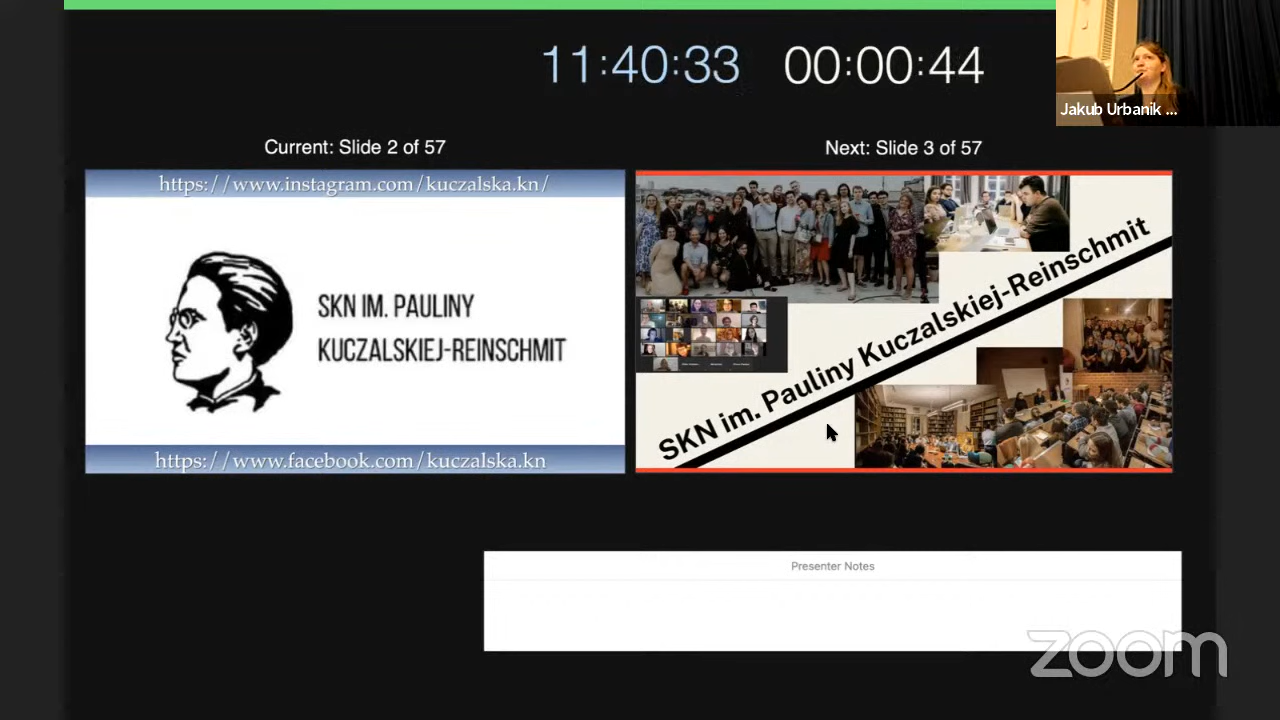 11:40:33 00:00:44
Jakub Urbanik ...
Current: Slide 2 of 57
Next: Slide 3 of 57
https://www.instagram.com/kuczalska.kn/
SKN IM. PAULINY
KUCZALSKIEJ-REINSCHMIT
https://www.facebook.com/kuczalska.kn
SKN im. Pauliny Kuczalskiej-Reinschmit
Presenter Notes
zoom